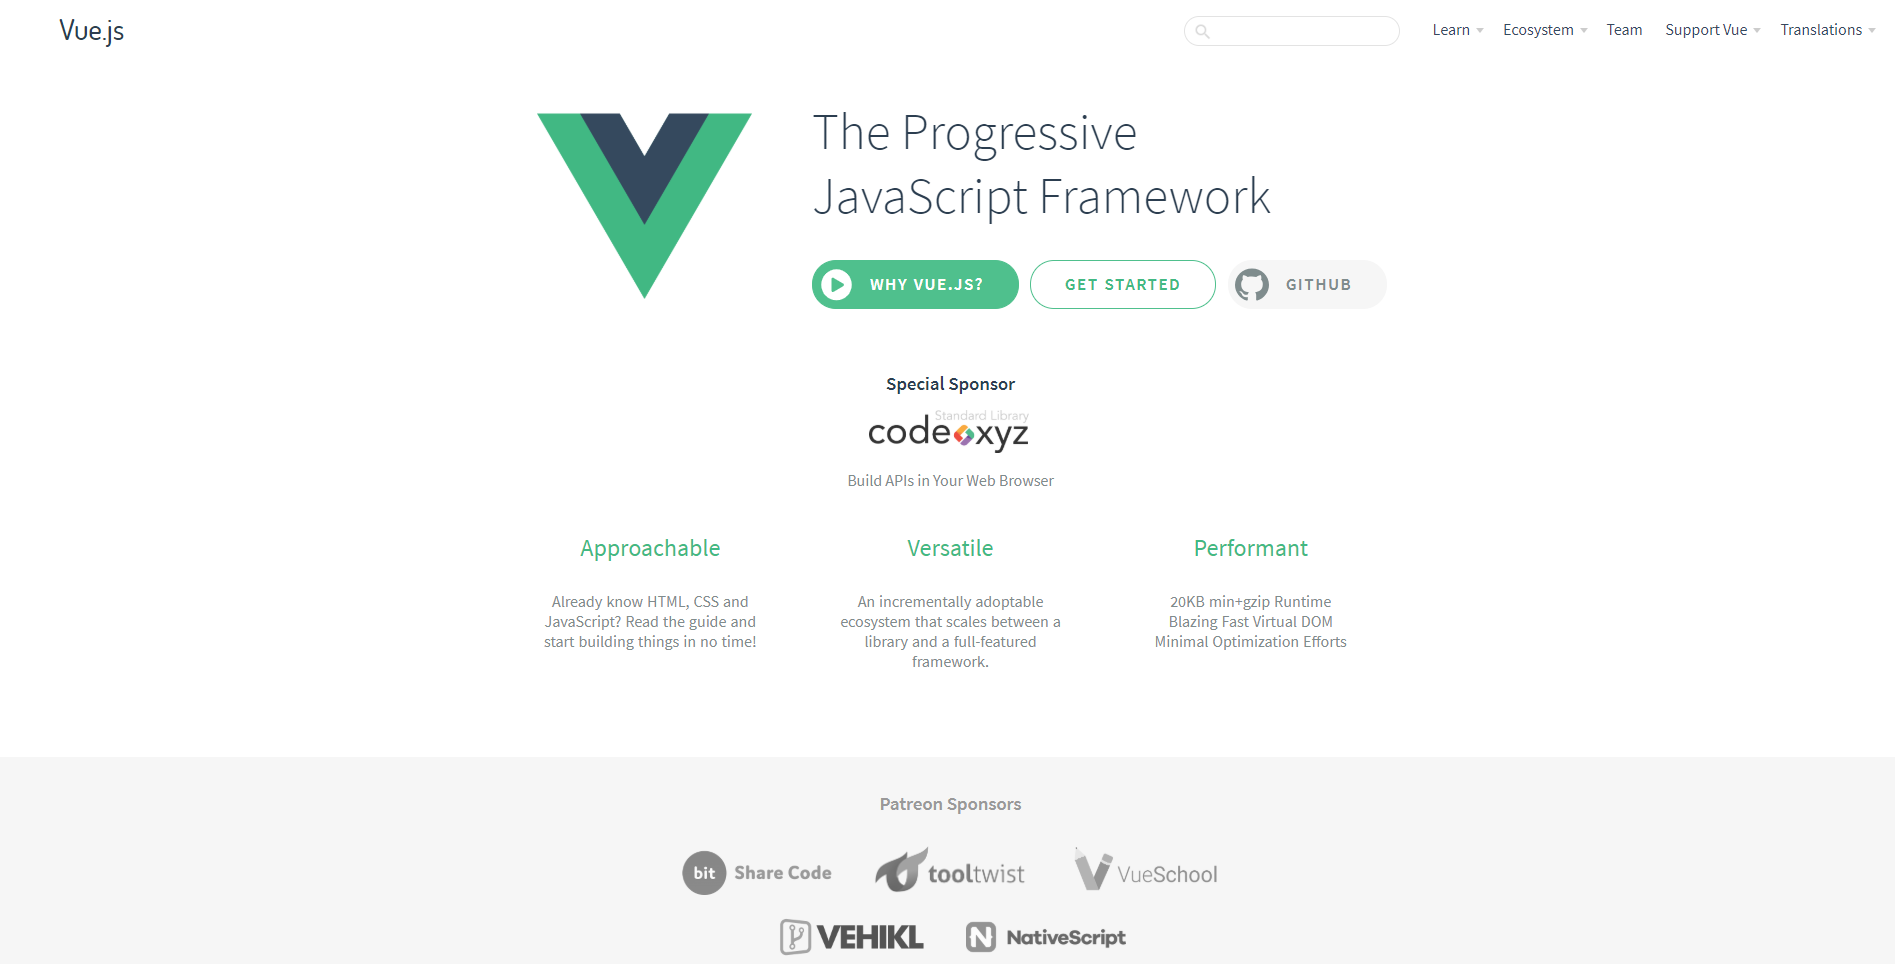 Vue.js
Learn Ecosystem Team Support Vue Translations
The Progressive
JavaScript Framework
WHY VUE.JS? GET STARTED GITHUB
Special Sponsor
Standard Library
code xyz
Build APIs in Your Web Browser
Approachable
Already know HTML, CSS and
JavaScript? Read the guide and
start building things in no time!
Versatile
An incrementally adoptable
ecosystem that scales between a
library and a full-featured
framework.
Performant
20KB min+gzip Runtime
Blazing Fast Virtual DOM
Minimal Optimization Efforts
Patreon Sponsors
bit Share Code tooltwist VueSchool
VEHIKL N NativeScript